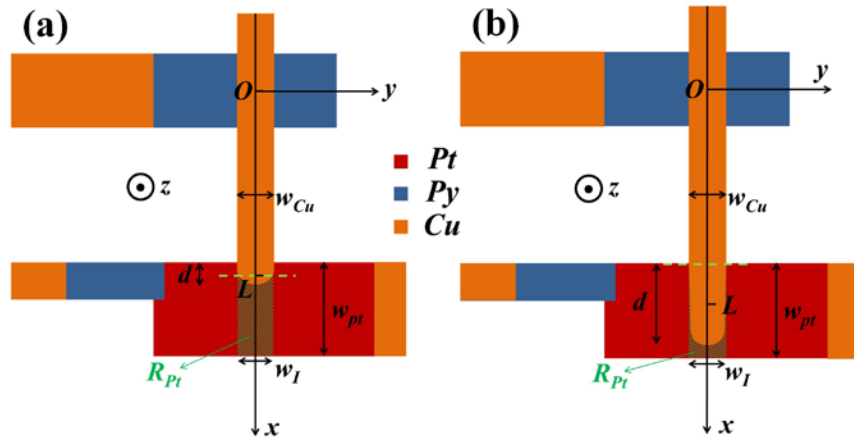 (a)
O
y
z
w_Cu
d
L
w_pt
R_Pt
w_I
x
Pt
Py
Cu
(b)
O
y
z
w_Cu
d
L
w_pt
R_Pt
w_I
x